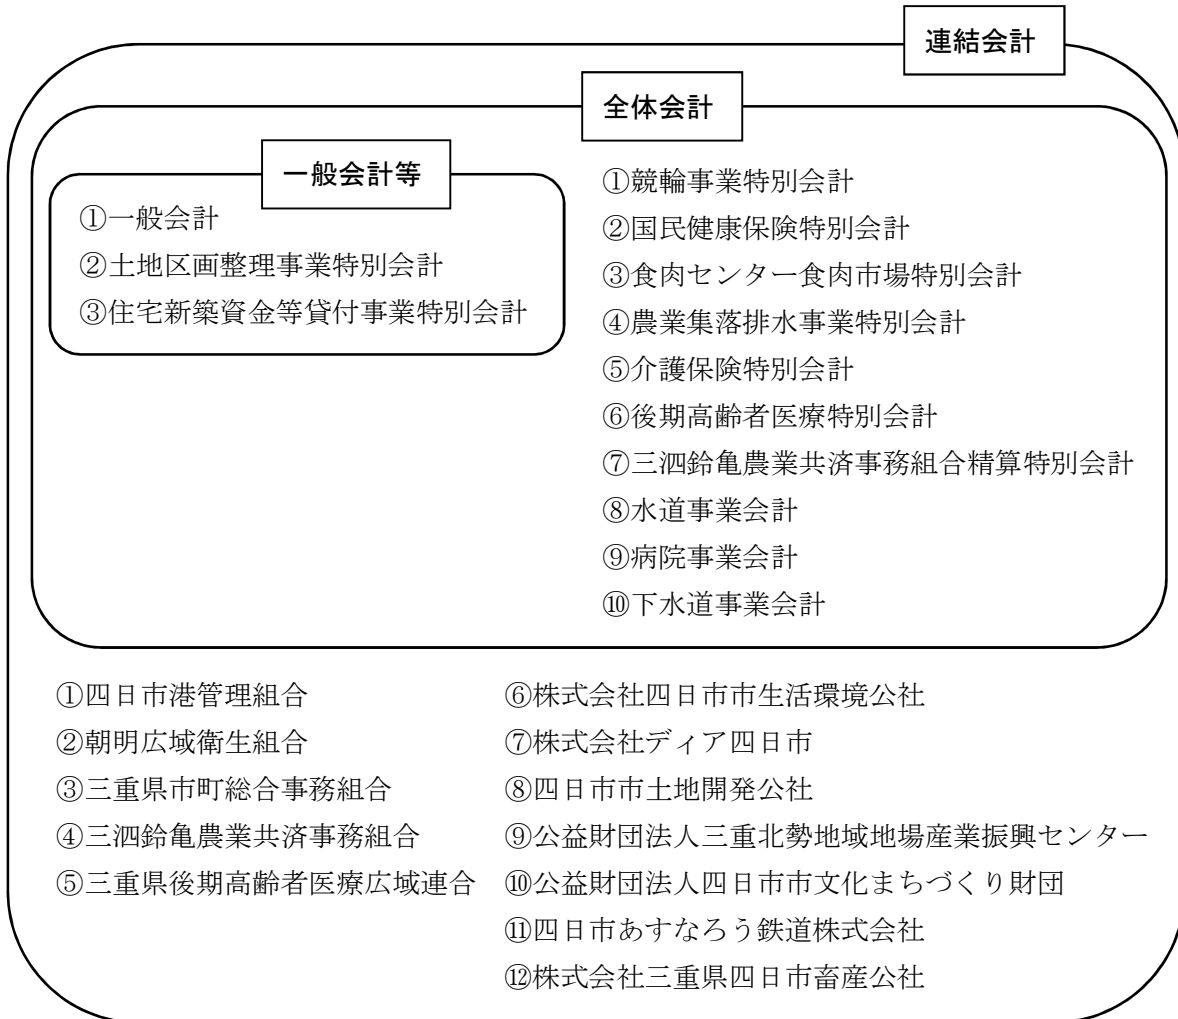 連結会計
全体会計
一般会計等
①一般会計
②土地区画整理事業特別会計
③住宅新築資金等貸付事業特別会計
①競輪事業特別会計
②国民健康保険特別会計
③食肉センター食肉市場特別会計
④農業集落排水事業特別会計
⑤介護保険特別会計
⑥後期高齢者医療特別会計
⑦三泗鈴亀農業共済事務組合精算特別会計
⑧水道事業会計
⑨病院事業会計
⑩下水道事業会計
①四日市港管理組合
②朝明広域衛生組合
③三重県市町総合事務組合
④三泗鈴亀農業共済事務組合
⑤三重県後期高齢者医療広域連合
⑥株式会社四日市市生活環境公社
⑦株式会社ディア四日市
⑧四日市市土地開発公社
⑨公益財団法人三重北勢地域地場産業振興センター
⑩公益財団法人四日市市文化まちづくり財団
⑪四日市あすなろう鉄道株式会社
⑫株式会社三重県四日市畜産公社